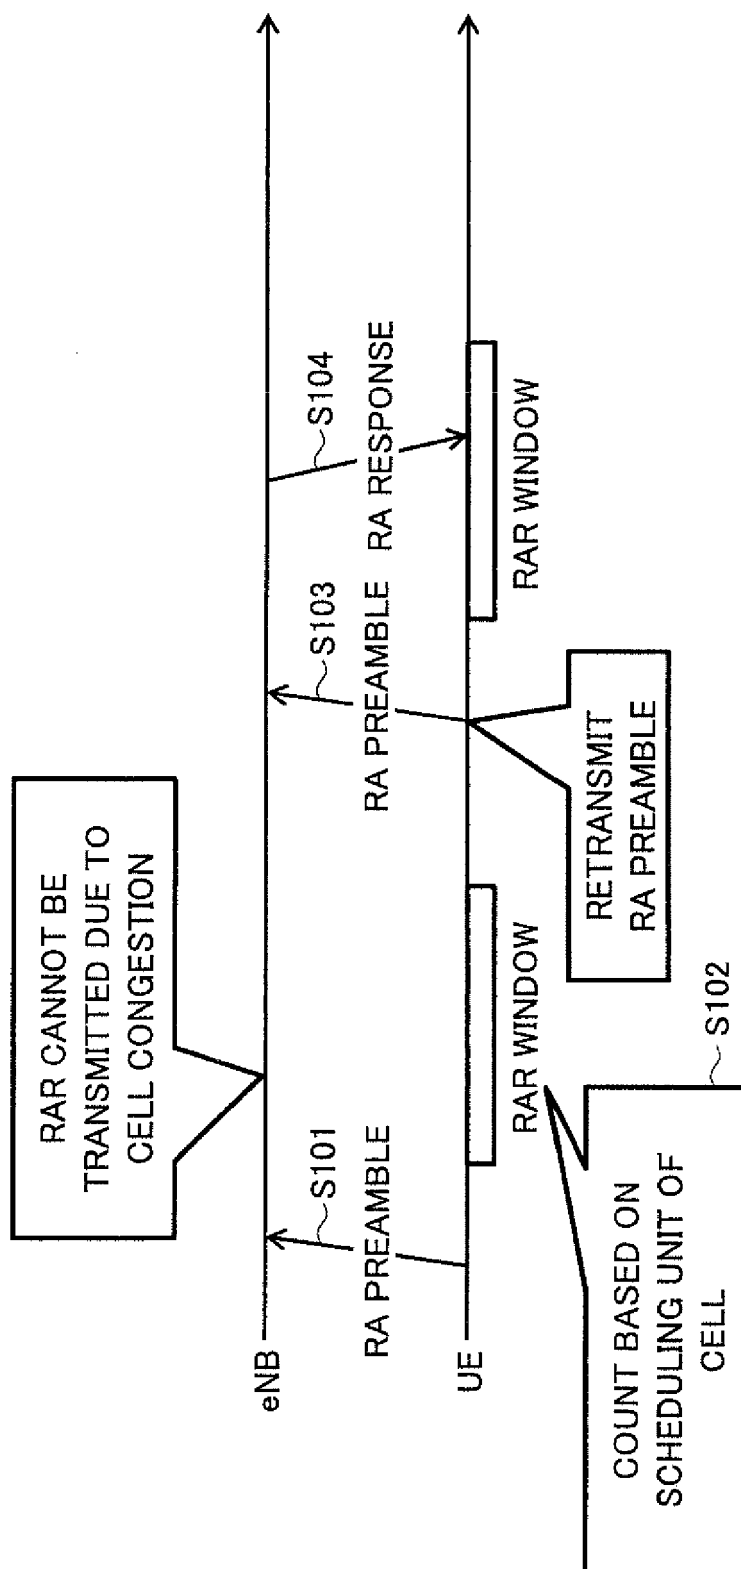 RAR CANNOT BE
TRANSMITTED DUE TO
CELL CONGESTION
eNB
S101
RA PREAMBLE
S103
RA PREAMBLE
S104
RA RESPONSE
UE
RAR WINDOW
RAR WINDOW
RETRANSMIT
RA PREAMBLE
S102
COUNT BASED ON
SCHEDULING UNIT OF
CELL